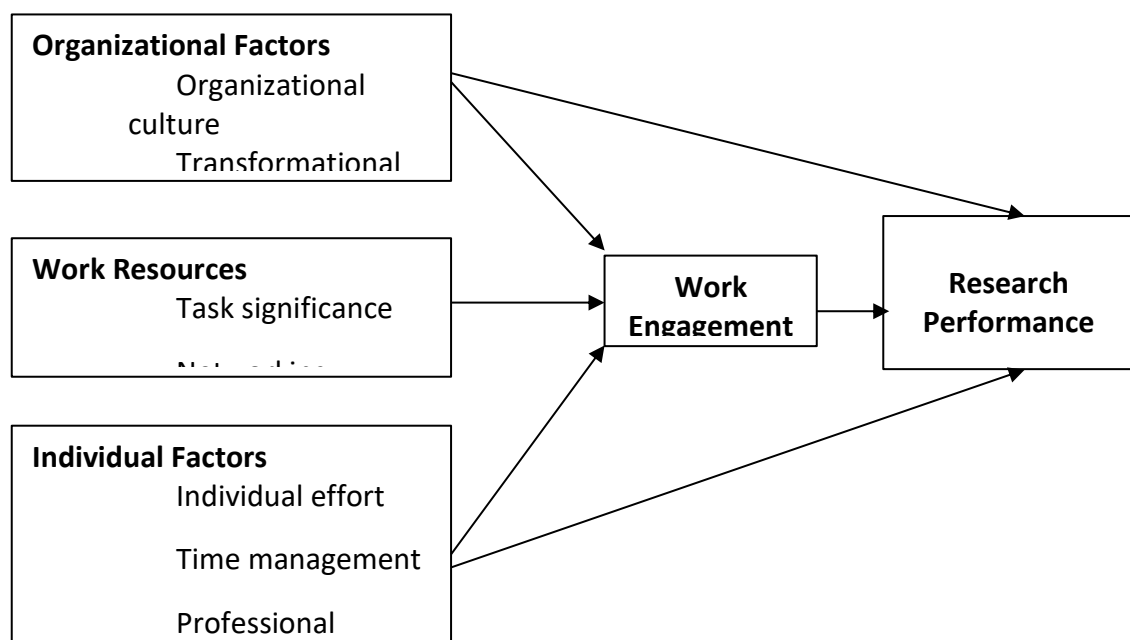 Organizational Factors
Organizational
culture
Transformational
Work Resources
Task significance
Individual Factors
Individual effort
Time management
Professional
Work
Engagement
Research
Performance